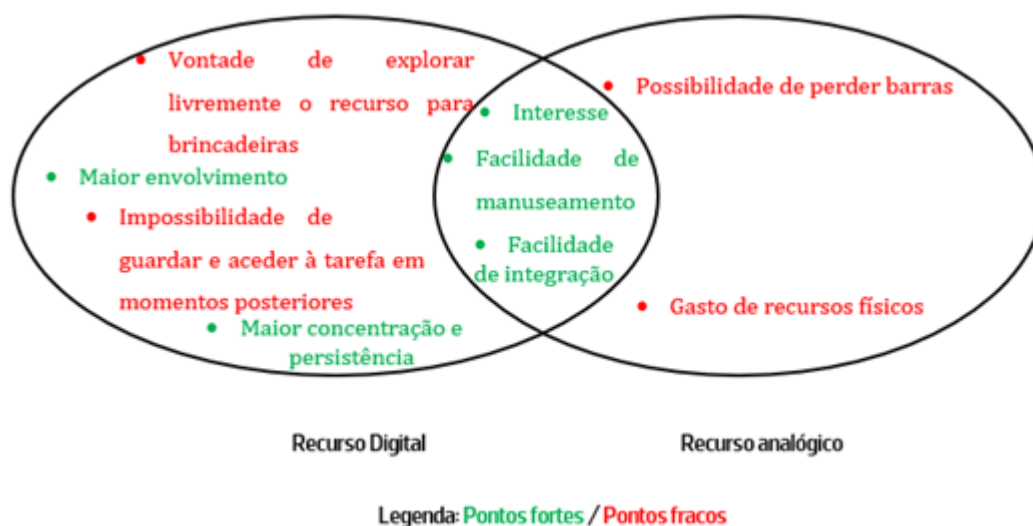 Vontade de explorar
livremente o recurso para
brincadeiras
Maior envolvimento
Impossibilidade de
guardar e aceder à tarefa em
momentos posteriores
Maior concentração e
persistência
Interesse
Facilidade de
manuseamento
Facilidade
de integração
Possibilidade de perder barras
Gasto de recursos físicos
Recurso Digital
Recurso analógico
Legenda: Pontos fortes / Pontos fracos